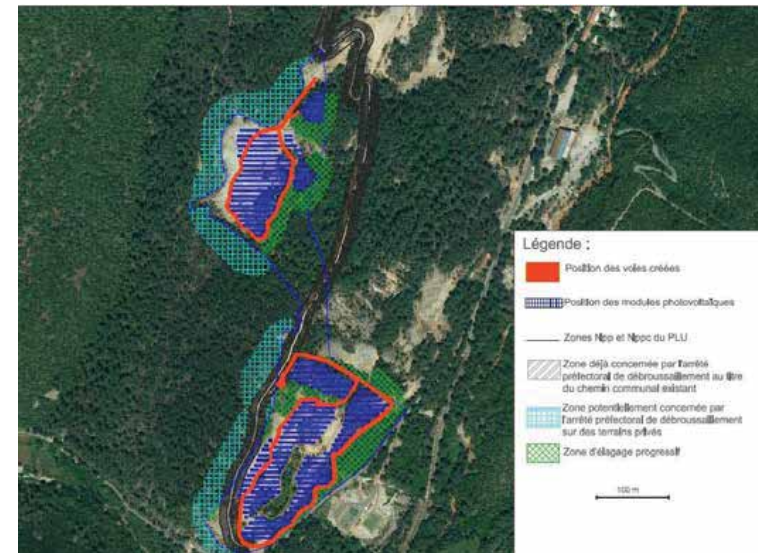 Légende :
Position des voies créées
Position des modules photovoltaïques
Zones Npp et Nppc du PLU
Zone déjà concernée par l'arrêté
préfectoral de débroussaillement au titre
du chemin communal existant
Zone potentiellement concernée par
l'arrêté préfectoral de débroussaillement
sur des terrains privés
Zone d'élagage progressif
100 m